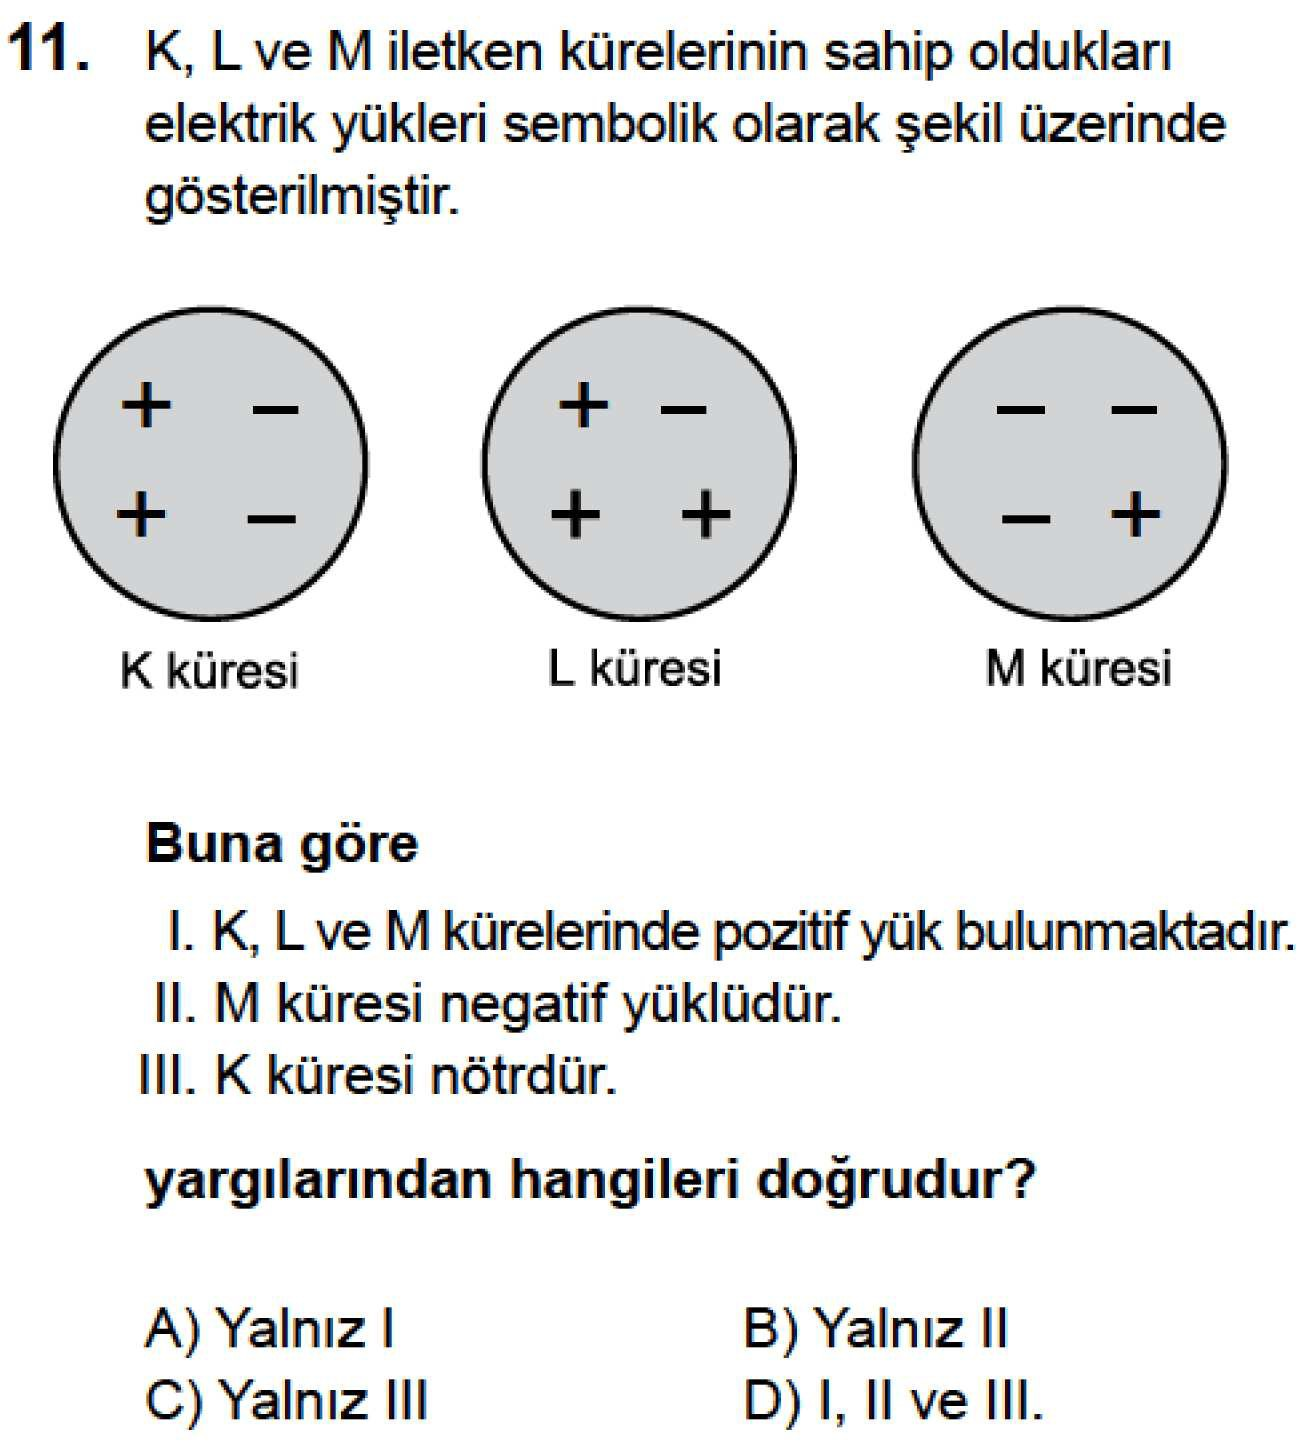 11. K, L ve M iletken kürelerinin sahip oldukları
elektrik yükleri sembolik olarak şekil üzerinde
gösterilmiştir.
+ − + − − −
+ − + + − +
K küresi L küresi M küresi
Buna göre
I. K, L ve M kürelerinde pozitif yük bulunmaktadır.
II. M küresi negatif yüklüdür.
III. K küresi nötrdür.
yargılarından hangileri doğrudur?
A) Yalnız I B) Yalnız II
C) Yalnız III D) I, II ve III.